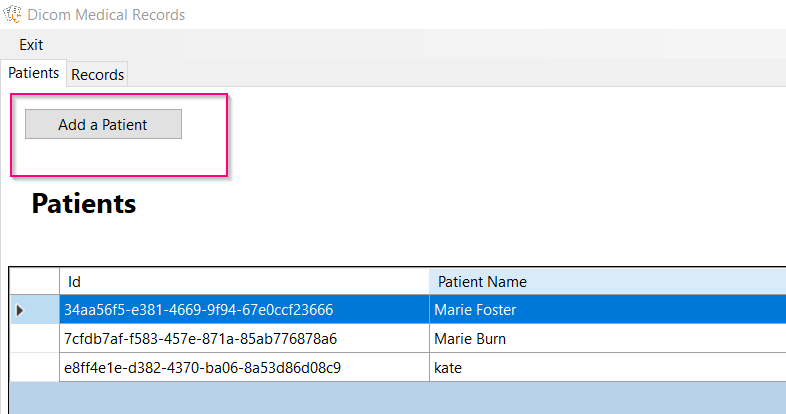 Dicom Medical Records
Exit
Patients Records
Add a Patient
Patients
Id Patient Name
34aa56f5-e381-4669-9f94-67e0ccf23666 Marie Foster
7cfdb7af-f583-457e-871a-85ab776878a6 Marie Burn
e8ff4e1e-d382-4370-ba06-8a53d86d08c9 kate